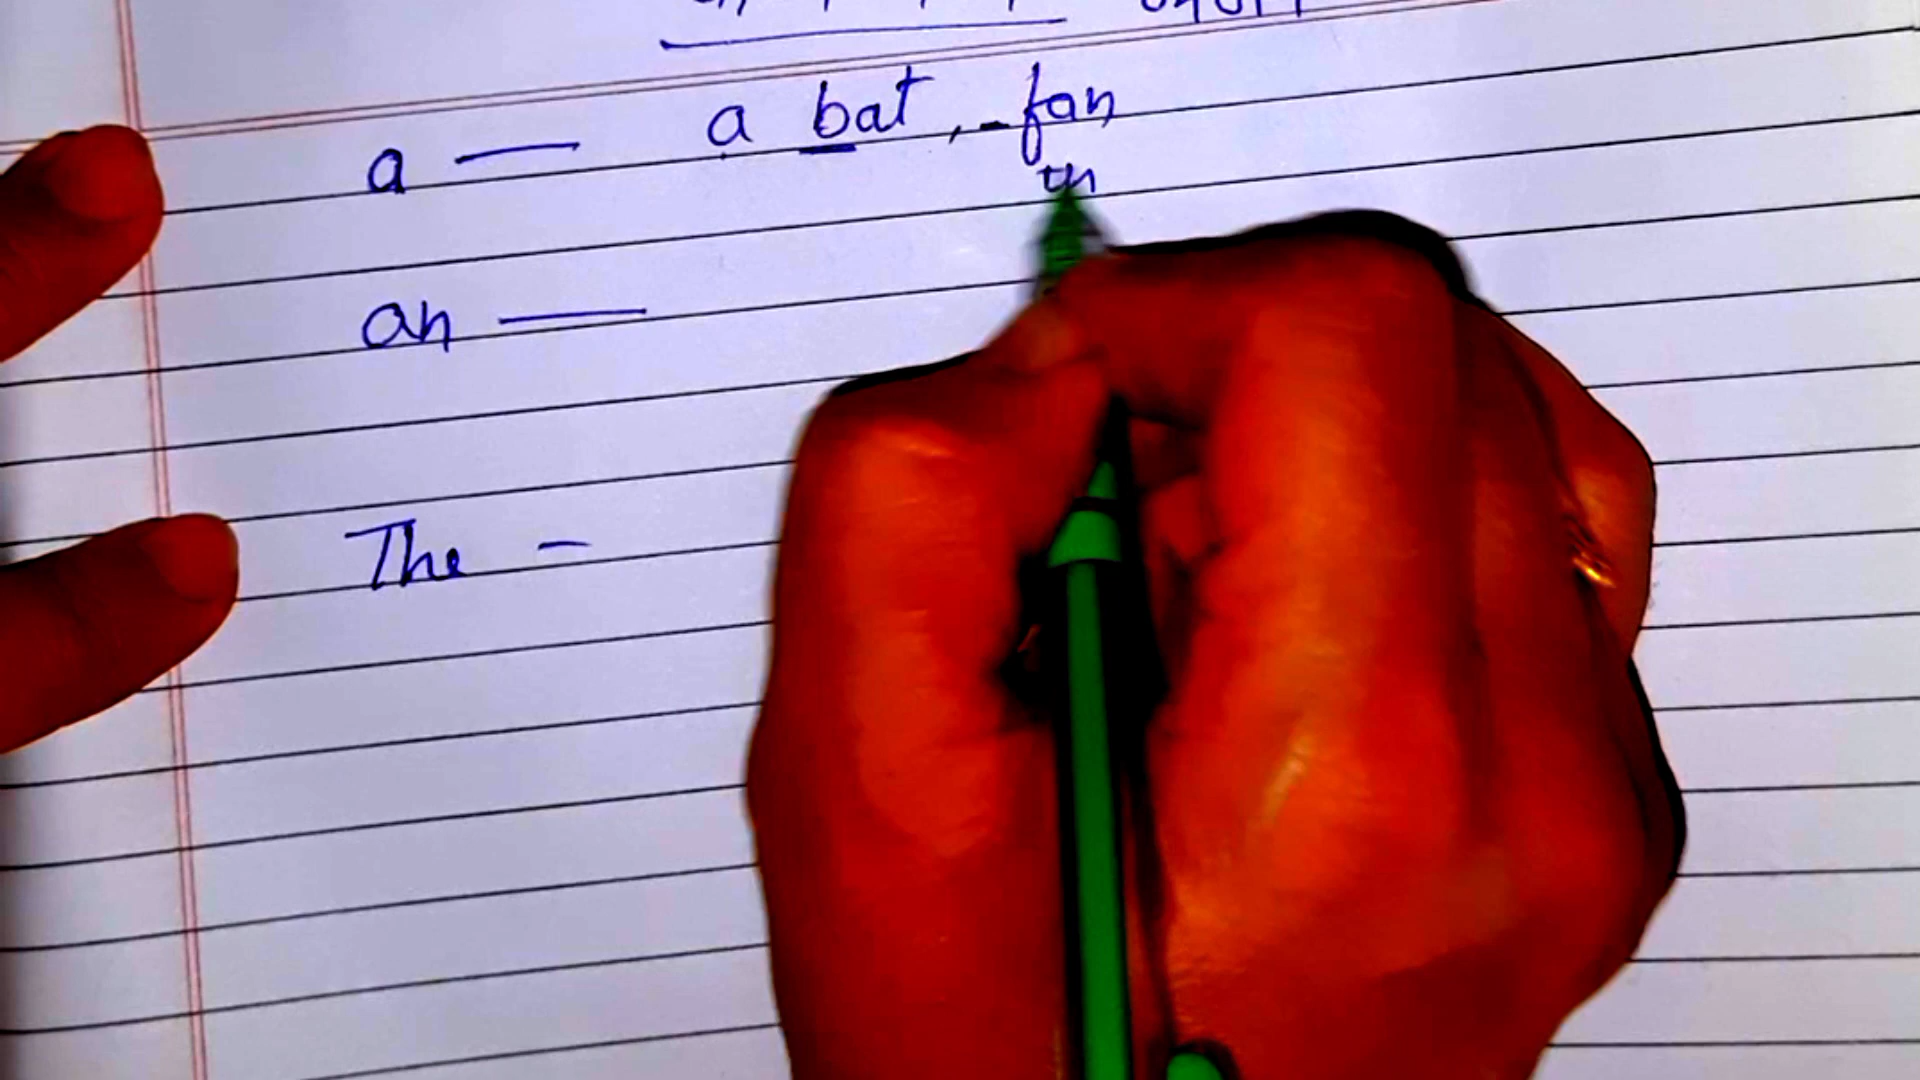 a — a bat, - fan
an —
The -